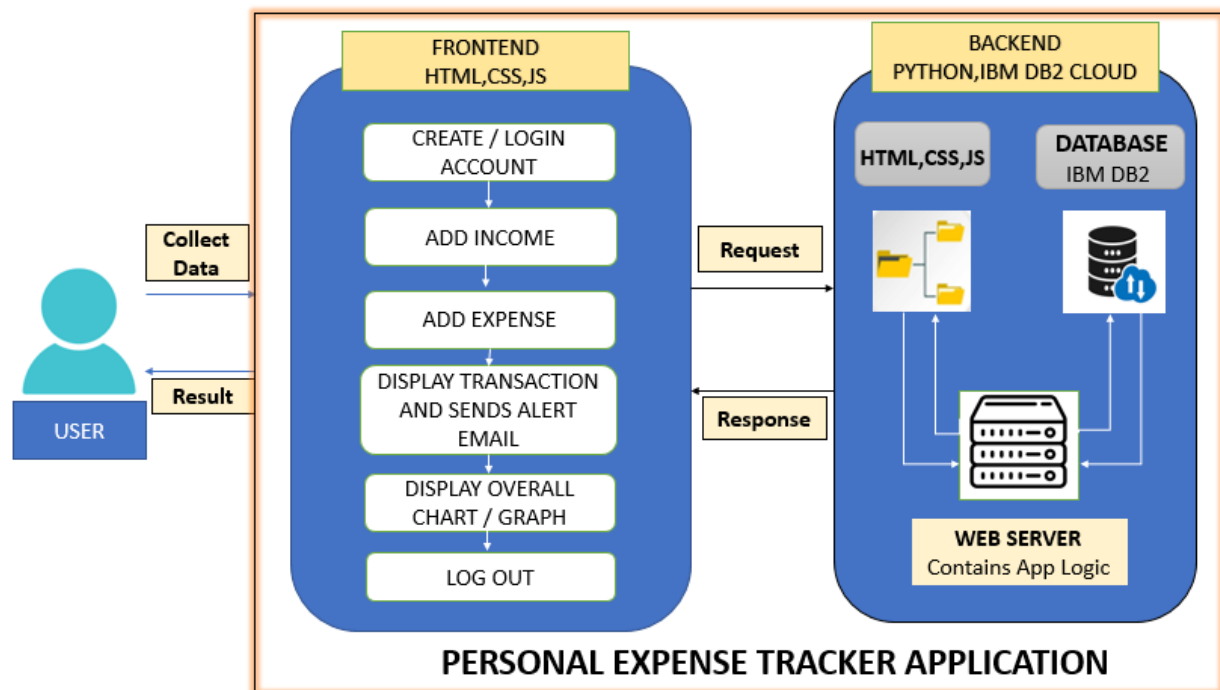 FRONTEND
HTML,CSS,JS
BACKEND
PYTHON,IBM DB2 CLOUD
CREATE / LOGIN
ACCOUNT
ADD INCOME
ADD EXPENSE
DISPLAY TRANSACTION
AND SENDS ALERT
EMAIL
DISPLAY OVERALL
CHART / GRAPH
LOG OUT
Collect
Data
Result
USER
Request
Response
HTML,CSS,JS
DATABASE
IBM DB2
WEB SERVER
Contains App Logic
PERSONAL EXPENSE TRACKER APPLICATION